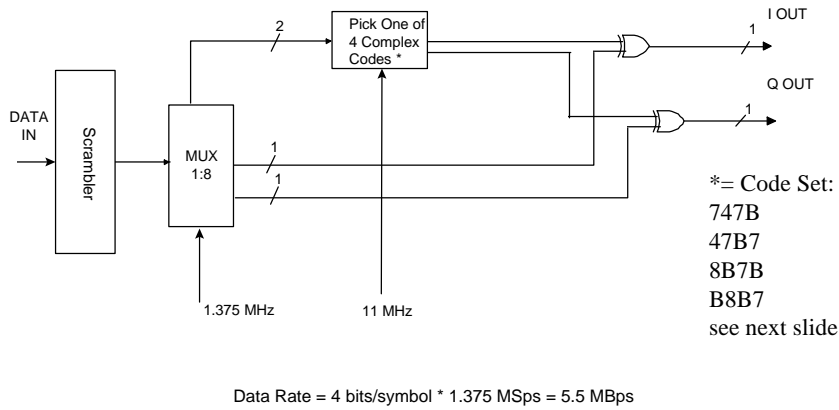 2
Pick One of
4 Complex
Codes *
1
I OUT
Q OUT
1
DATA
IN
Scrambler
MUX
1:8
1
1
*= Code Set:
747B
47B7
8B7B
B8B7
see next slide
1.375 MHz
11 MHz
Data Rate = 4 bits/symbol * 1.375 MSps = 5.5 MBps